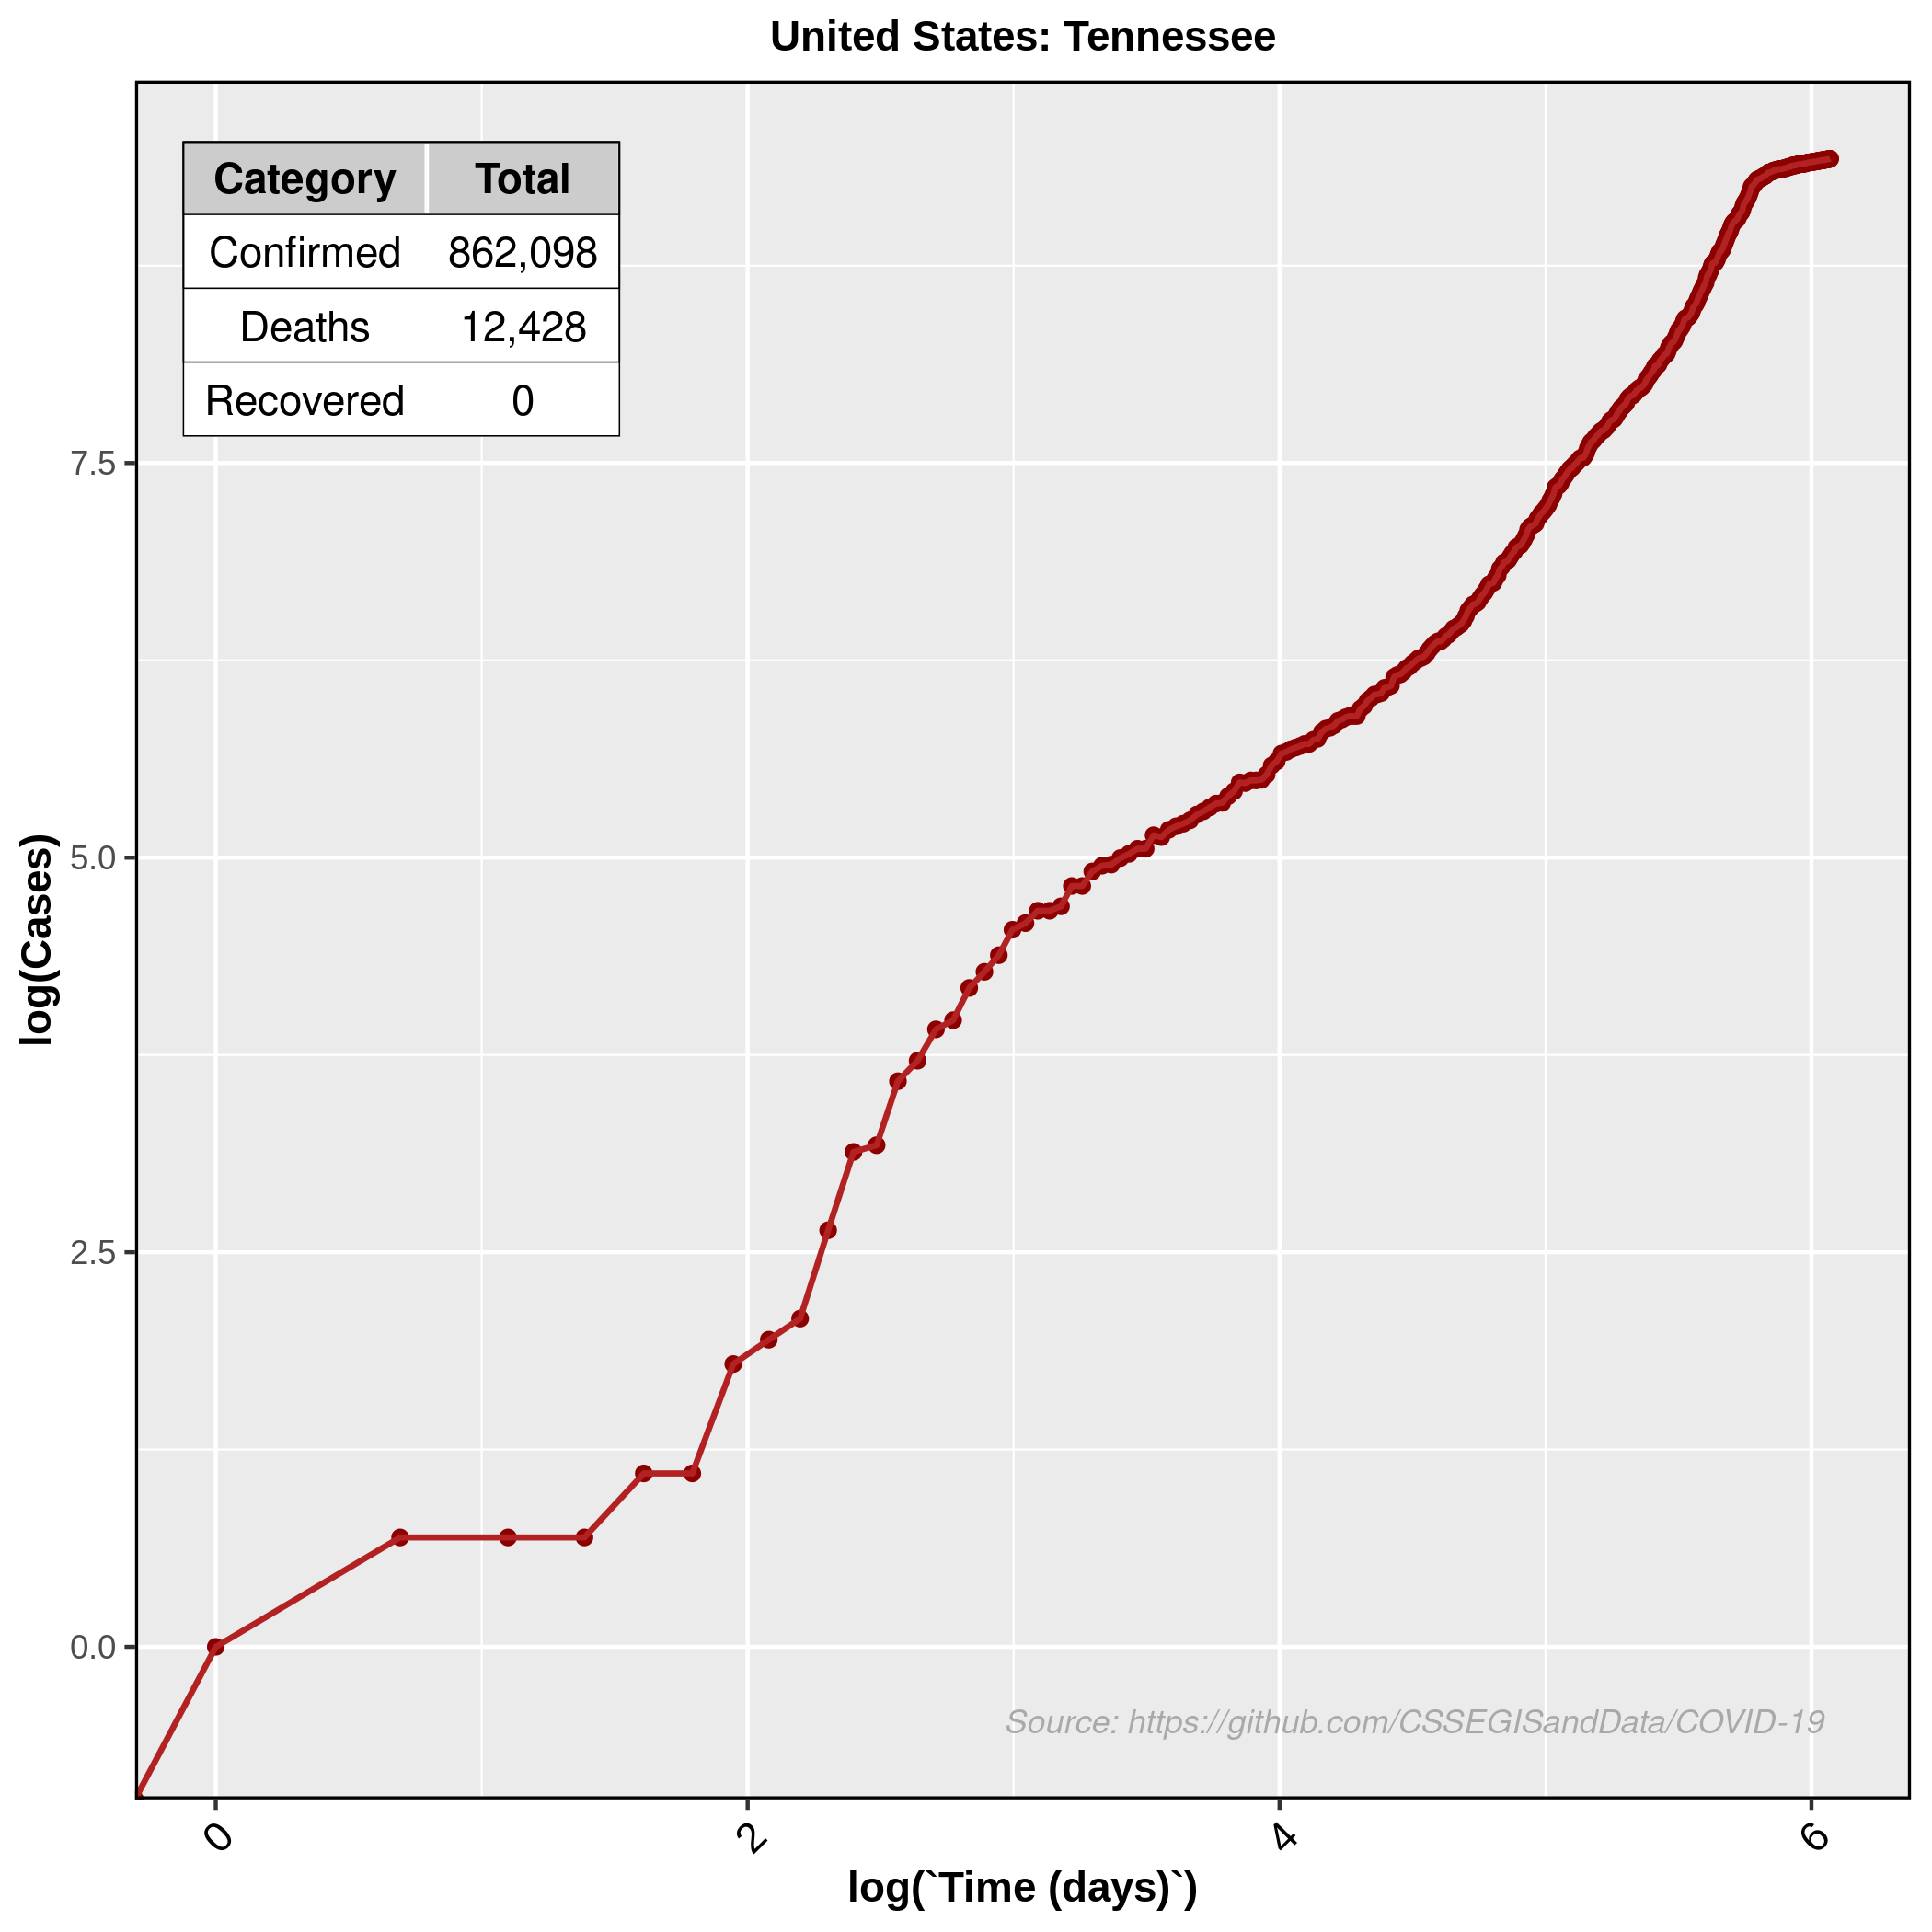 United States: Tennessee
Category Total
Confirmed 862,098
Deaths 12,428
Recovered 0
7.5
5.0
2.5
0.0
log(Cases)
Source: https://github.com/CSSEGISandData/COVID-19
0 2 4 6
log(`Time (days)`)